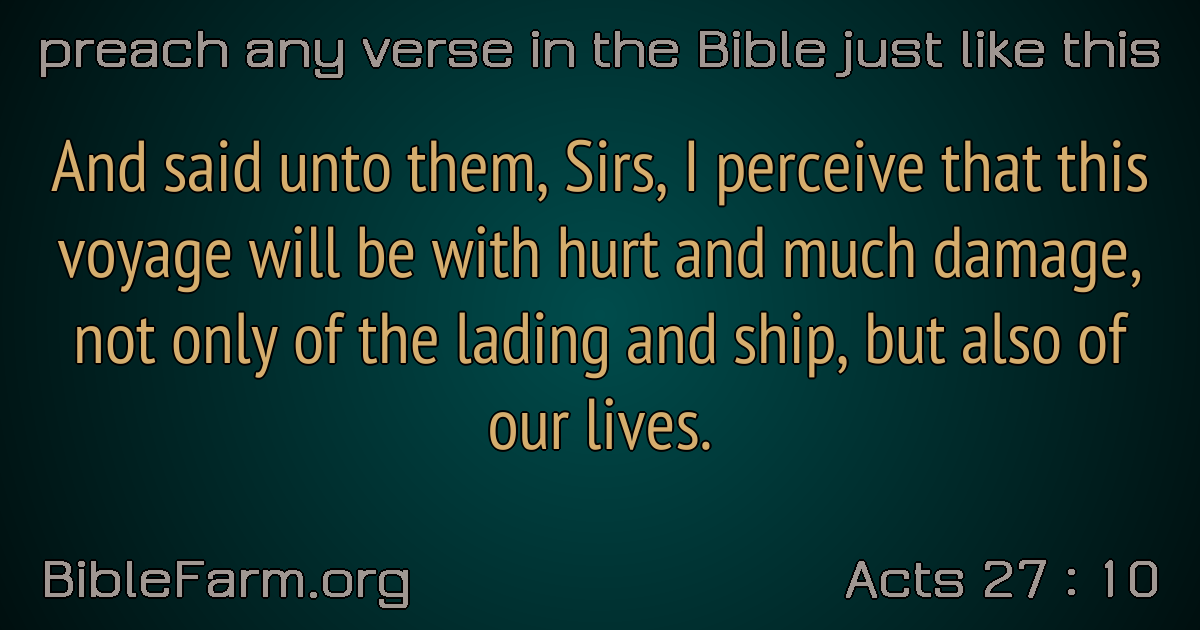 preach any verse in the Bible just like this
And said unto them, Sirs, I perceive that this
voyage will be with hurt and much damage,
not only of the lading and ship, but also of
our lives.
BibleFarm.org
Acts 27 : 10